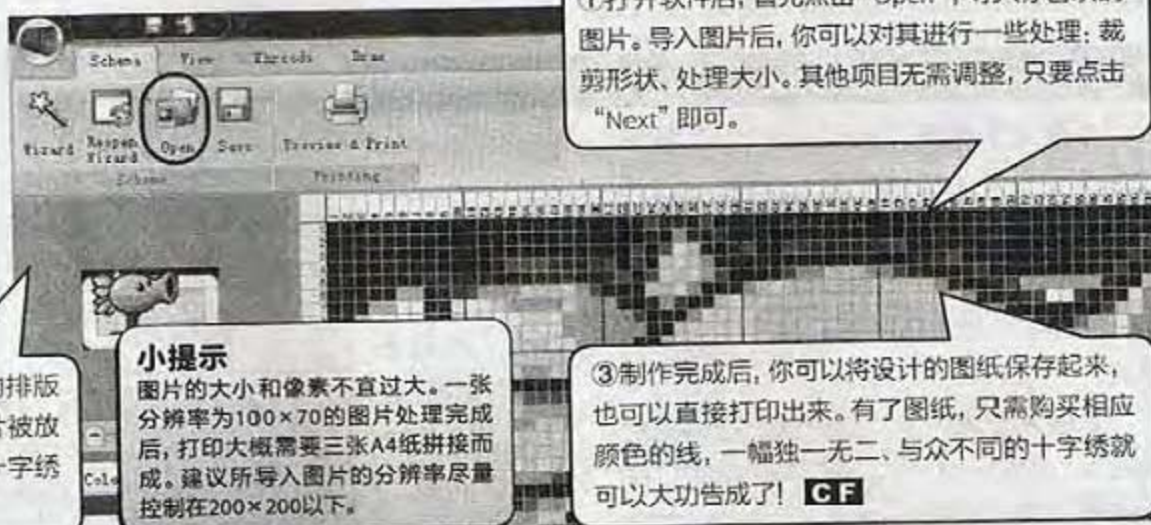 图片。导入图片后，你可以对其进行一些处理：裁
剪形状、处理大小。其他项目无需调整，只要点击
“Next”即可。
Schema View Threads Draw
Wizard Reopen Wizard Open Save Preview & Print
Schema Printing
小提示
图片的大小和像素不宜过大。一张
分辨率为100×70的图片处理完成
后，打印大概需要三张A4纸拼接而
成。建议所导入图片的分辨率尽量
控制在200×200以下。
排版
被放
十字绣
③制作完成后，你可以将设计的图纸保存起来，
也可以直接打印出来。有了图纸，只需购买相应
颜色的线，一幅独一无二、与众不同的十字绣就
可以大功告成了！ CF